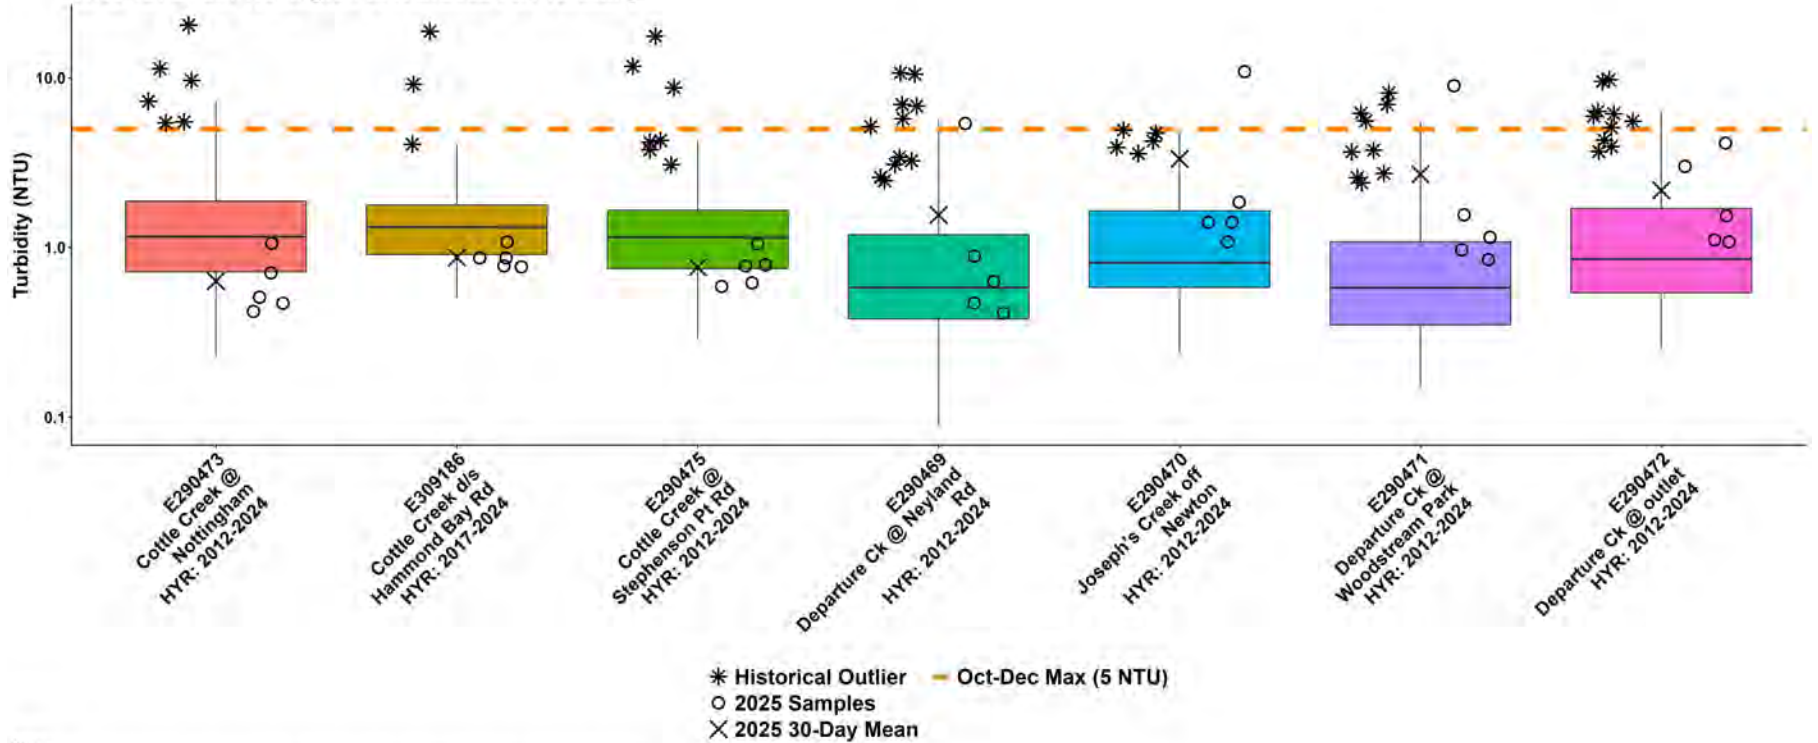 10.0
1.0
0.1
Turbidity (NTU)
E290473
Cottle Creek @
Nottingham
HYR: 2012-2024
E309186
Cottle Creek d/s
Hammond Bay Rd
HYR: 2017-2024
E290475
Cottle Creek @
Stephenson Pt Rd
HYR: 2012-2024
E290469
Departure Ck @ Neyland
Rd
HYR: 2012-2024
E290470
Joseph's Creek off
Newton
HYR: 2012-2024
E290471
Departure Ck @
Woodstream Park
HYR: 2012-2024
E290472
Departure Ck @ outlet
HYR: 2012-2024
Historical Outlier
Oct-Dec Max (5 NTU)
2025 Samples
2025 30-Day Mean